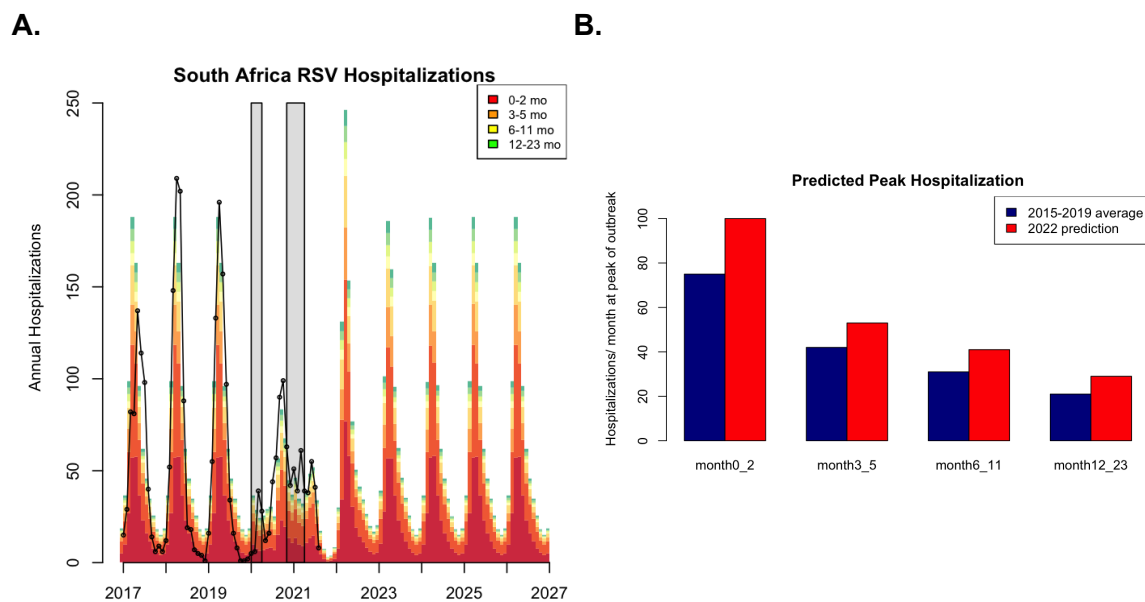 A.
South Africa RSV Hospitalizations
0-2 mo
3-5 mo
6-11 mo
12-23 mo
Annual Hospitalizations
250
200
150
100
50
0
2017
2019
2021
2023
2025
2027
B.
Predicted Peak Hospitalization
2015-2019 average
2022 prediction
Hospitalizations/ month at peak of outbreak
100
80
60
40
20
0
month0_2
month3_5
month6_11
month12_23